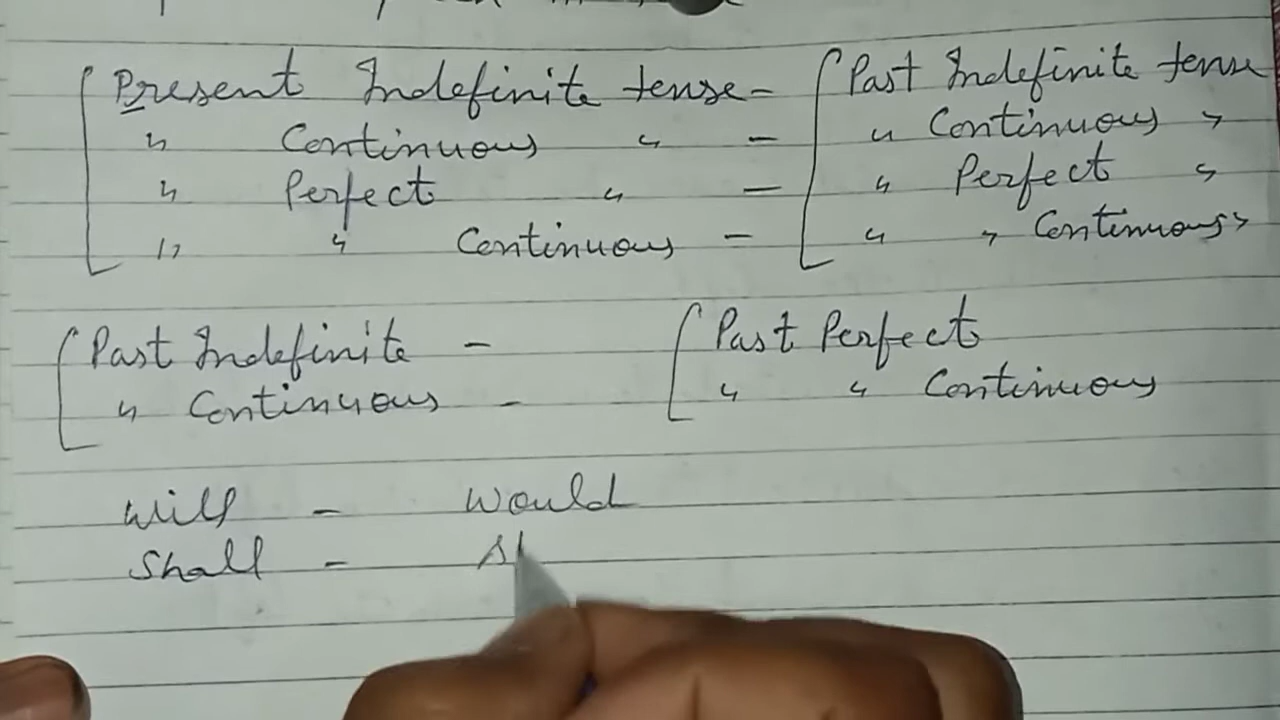 Present Indefinite tense - Past Indefinite tense
" Continuous " - " Continuous "
" Perfect " - " Perfect "
" " Continuous - " " Continuous "
Past Indefinite - Past Perfect
" Continuous - " " Continuous
Will - Would
Shall - Sh